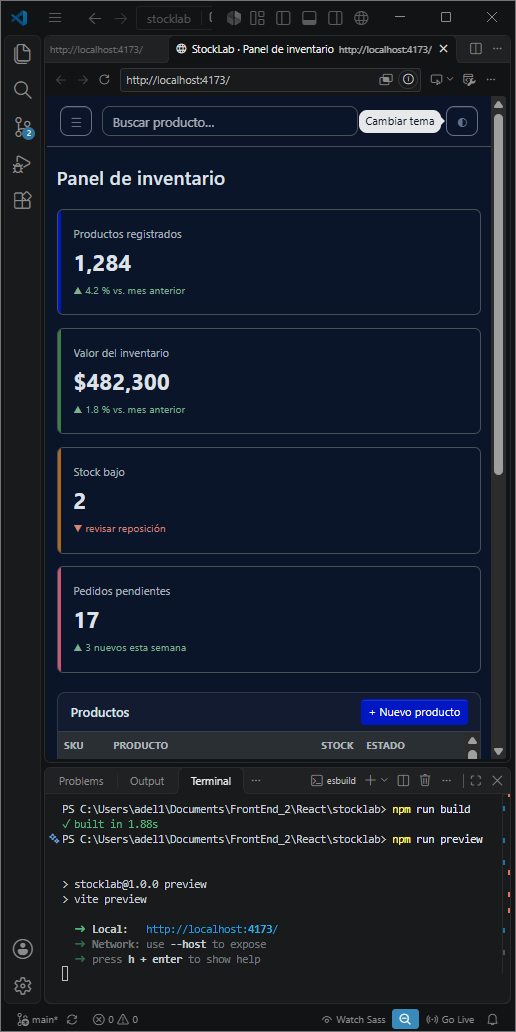 stocklab
http://localhost:4173/
StockLab · Panel de inventario http://localhost:4173/
http://localhost:4173/
Buscar producto...
Cambiar tema
Panel de inventario
Productos registrados
1,284
▲ 4.2 % vs. mes anterior
Valor del inventario
$482,300
▲ 1.8 % vs. mes anterior
Stock bajo
2
▼ revisar reposición
Pedidos pendientes
17
▲ 3 nuevos esta semana
Productos
+ Nuevo producto
SKU PRODUCTO STOCK ESTADO
2
Problems Output Terminal ...
esbuild
PS C:\Users\adel1\Documents\FrontEnd_2\React\stocklab> npm run build
✓ built in 1.88s
PS C:\Users\adel1\Documents\FrontEnd_2\React\stocklab> npm run preview
> stocklab@1.0.0 preview
> vite preview
➜ Local: http://localhost:4173/
➜ Network: use --host to expose
➜ press h + enter to show help
main* 0 0 Watch Sass Go Live